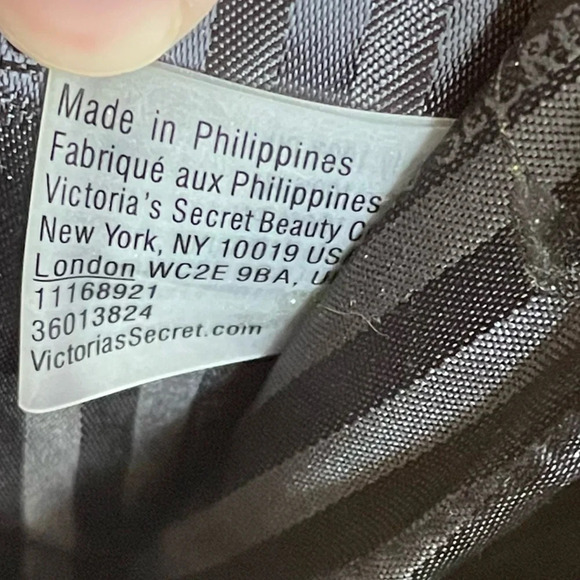 Made in Philippines
Fabriqué aux Philippines
Victoria's Secret Beauty
New York, NY 10019
London WC2E 9BA,
11168921
36013824
VictoriasSecret.com